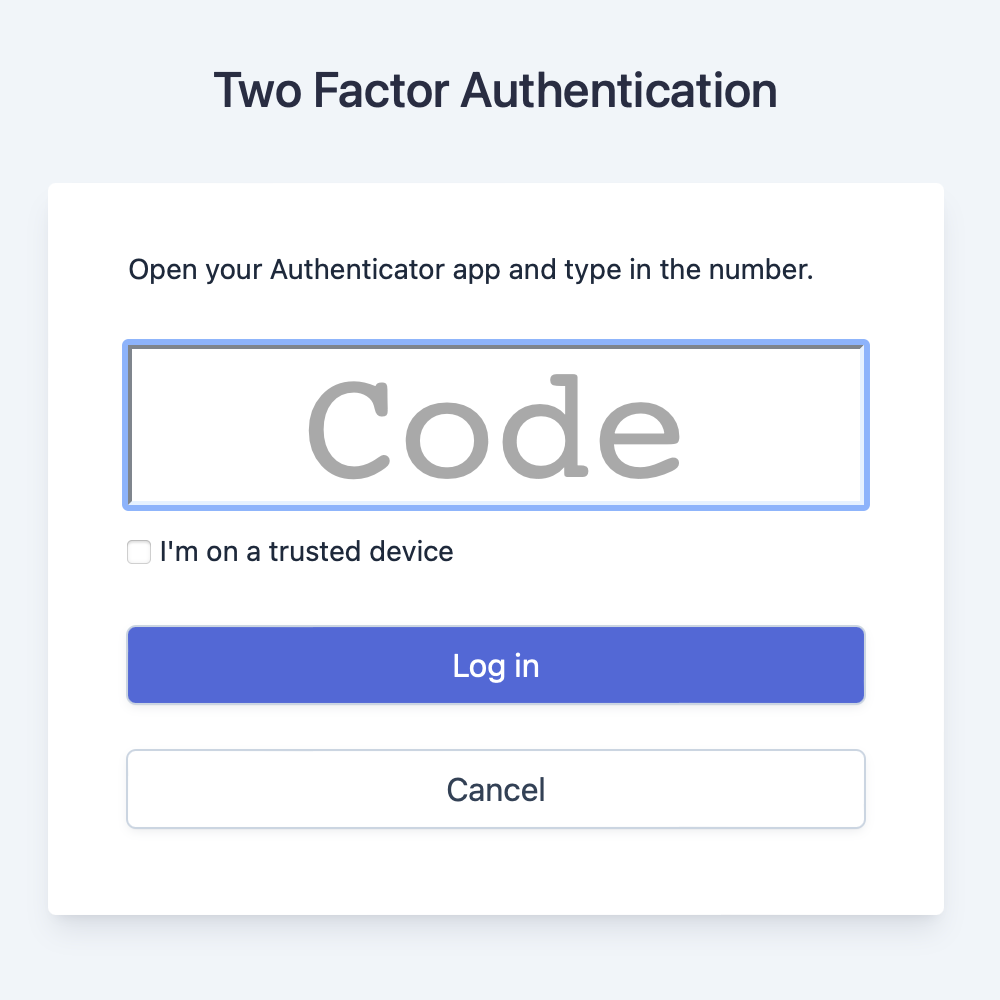 Two Factor Authentication
Open your Authenticator app and type in the number.
Code
I'm on a trusted device
Log in
Cancel